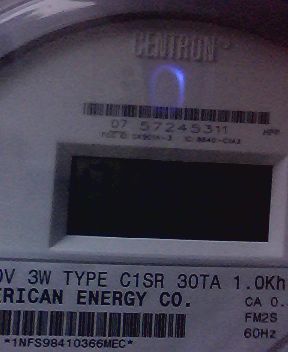 CENTRON
07 57245311
0V 3W TYPE C1SR 30TA 1.0Kh
ERICAN ENERGY CO.
CA 0.
FM2S
*1NFS98410366MEC*
60Hz